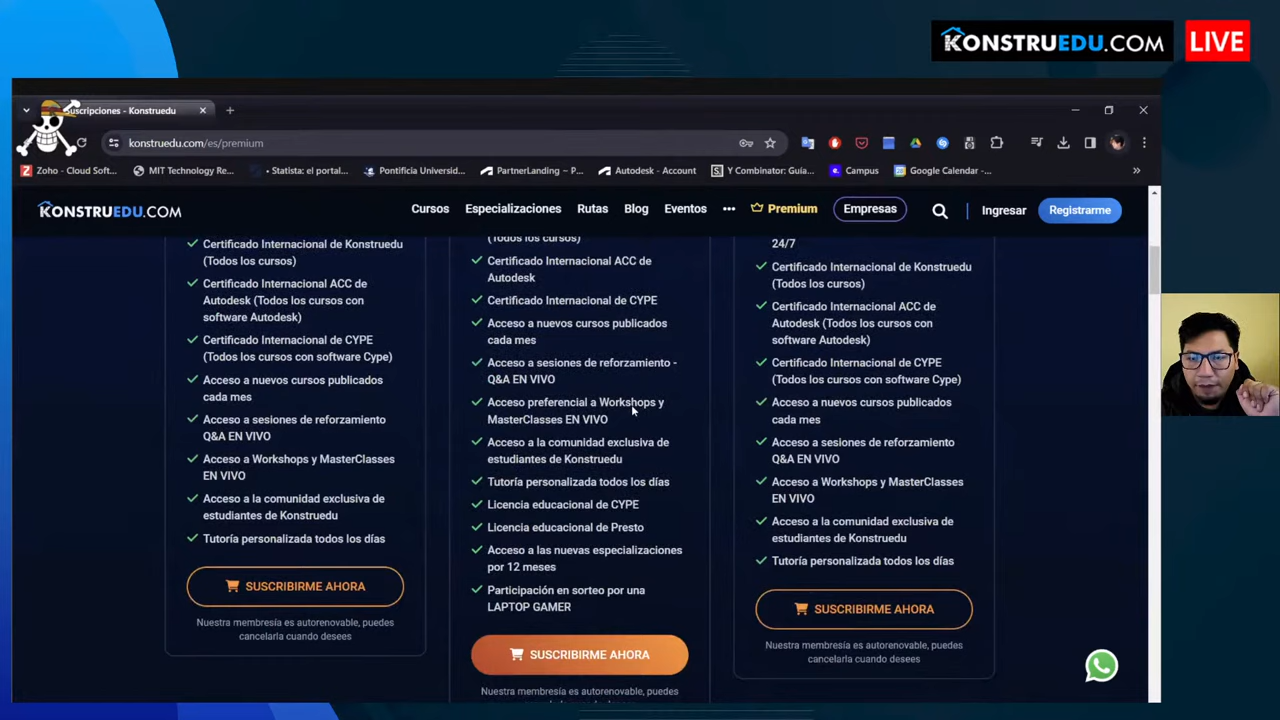 KONSTRUEDU.COM LIVE
uscripciones - Konstruedu
konstruedu.com/es/premium
Zoho - Cloud Soft... MIT Technology Re... • Statista: el portal... Pontificia Universid... PartnerLanding ~ P... Autodesk - Account Y Combinator: Guía... Campus Google Calendar -... »
KONSTRUEDU.COM Cursos Especializaciones Rutas Blog Eventos ••• Premium Empresas Ingresar Registrarme
Certificado Internacional de Konstruedu
(Todos los cursos)
Certificado Internacional ACC de
Autodesk (Todos los cursos con
software Autodesk)
Certificado Internacional de CYPE
(Todos los cursos con software Cype)
Acceso a nuevos cursos publicados
cada mes
Acceso a sesiones de reforzamiento
Q&A EN VIVO
Acceso a Workshops y MasterClasses
EN VIVO
Acceso a la comunidad exclusiva de
estudiantes de Konstruedu
Tutoría personalizada todos los días
SUSCRIBIRME AHORA
Nuestra membresía es autorenovable, puedes
cancelarla cuando desees
(Todos los cursos)
Certificado Internacional ACC de
Autodesk
Certificado Internacional de CYPE
Acceso a nuevos cursos publicados
cada mes
Acceso a sesiones de reforzamiento -
Q&A EN VIVO
Acceso preferencial a Workshops y
MasterClasses EN VIVO
Acceso a la comunidad exclusiva de
estudiantes de Konstruedu
Tutoría personalizada todos los días
Licencia educacional de CYPE
Licencia educacional de Presto
Acceso a las nuevas especializaciones
por 12 meses
Participación en sorteo por una
LAPTOP GAMER
SUSCRIBIRME AHORA
Nuestra membresía es autorenovable, puedes
24/7
Certificado Internacional de Konstruedu
(Todos los cursos)
Certificado Internacional ACC de
Autodesk (Todos los cursos con
software Autodesk)
Certificado Internacional de CYPE
(Todos los cursos con software Cype)
Acceso a nuevos cursos publicados
cada mes
Acceso a sesiones de reforzamiento
Q&A EN VIVO
Acceso a Workshops y MasterClasses
EN VIVO
Acceso a la comunidad exclusiva de
estudiantes de Konstruedu
Tutoría personalizada todos los días
SUSCRIBIRME AHORA
Nuestra membresía es autorenovable, puedes
cancelarla cuando desees